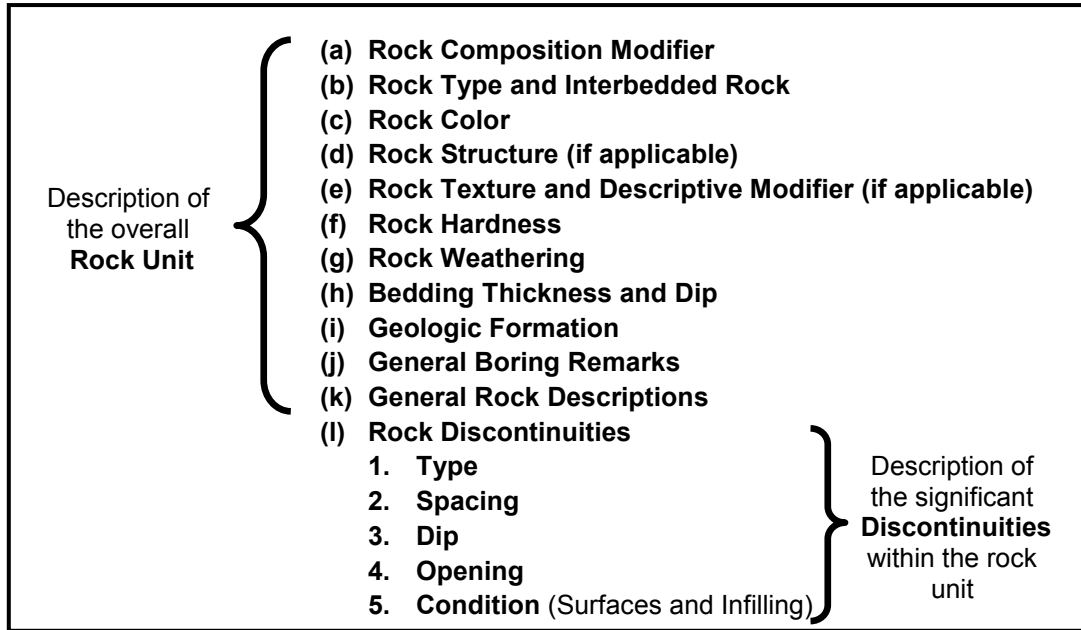 (a) Rock Composition Modifier
(b) Rock Type and Interbedded Rock
(c) Rock Color
(d) Rock Structure (if applicable)
(e) Rock Texture and Descriptive Modifier (if applicable)
(f) Rock Hardness
(g) Rock Weathering
(h) Bedding Thickness and Dip
(i) Geologic Formation
(j) General Boring Remarks
(k) General Rock Descriptions
Description of
the overall
Rock Unit
(l) Rock Discontinuities
1. Type
2. Spacing
3. Dip
4. Opening
5. Condition (Surfaces and Infilling)
Description of
the significant
Discontinuities
within the rock
unit